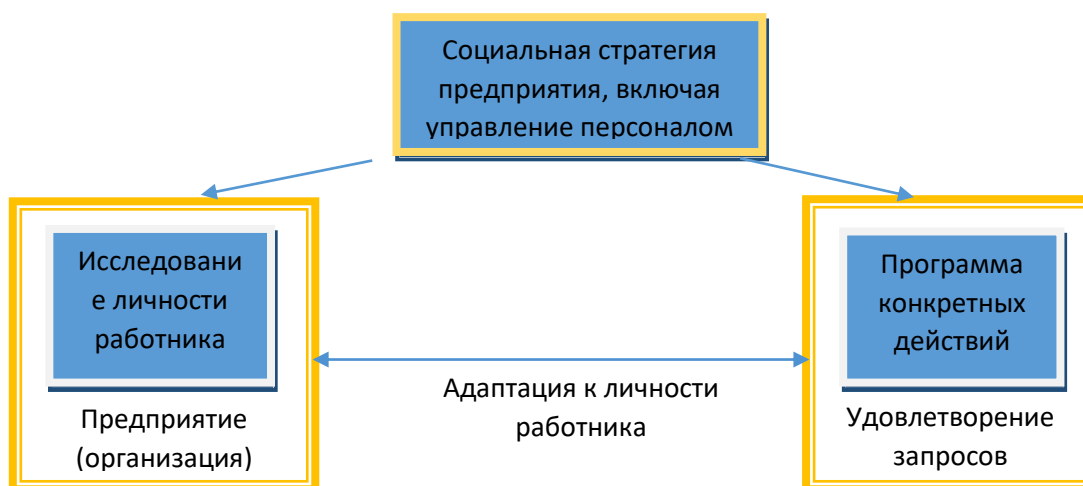 Социальная стратегия
предприятия, включая
управление персоналом
Исследовани
е личности
работника
Предприятие
(организация)
Адаптация к личности
работника
Программа
конкретных
действий
Удовлетворение
запросов